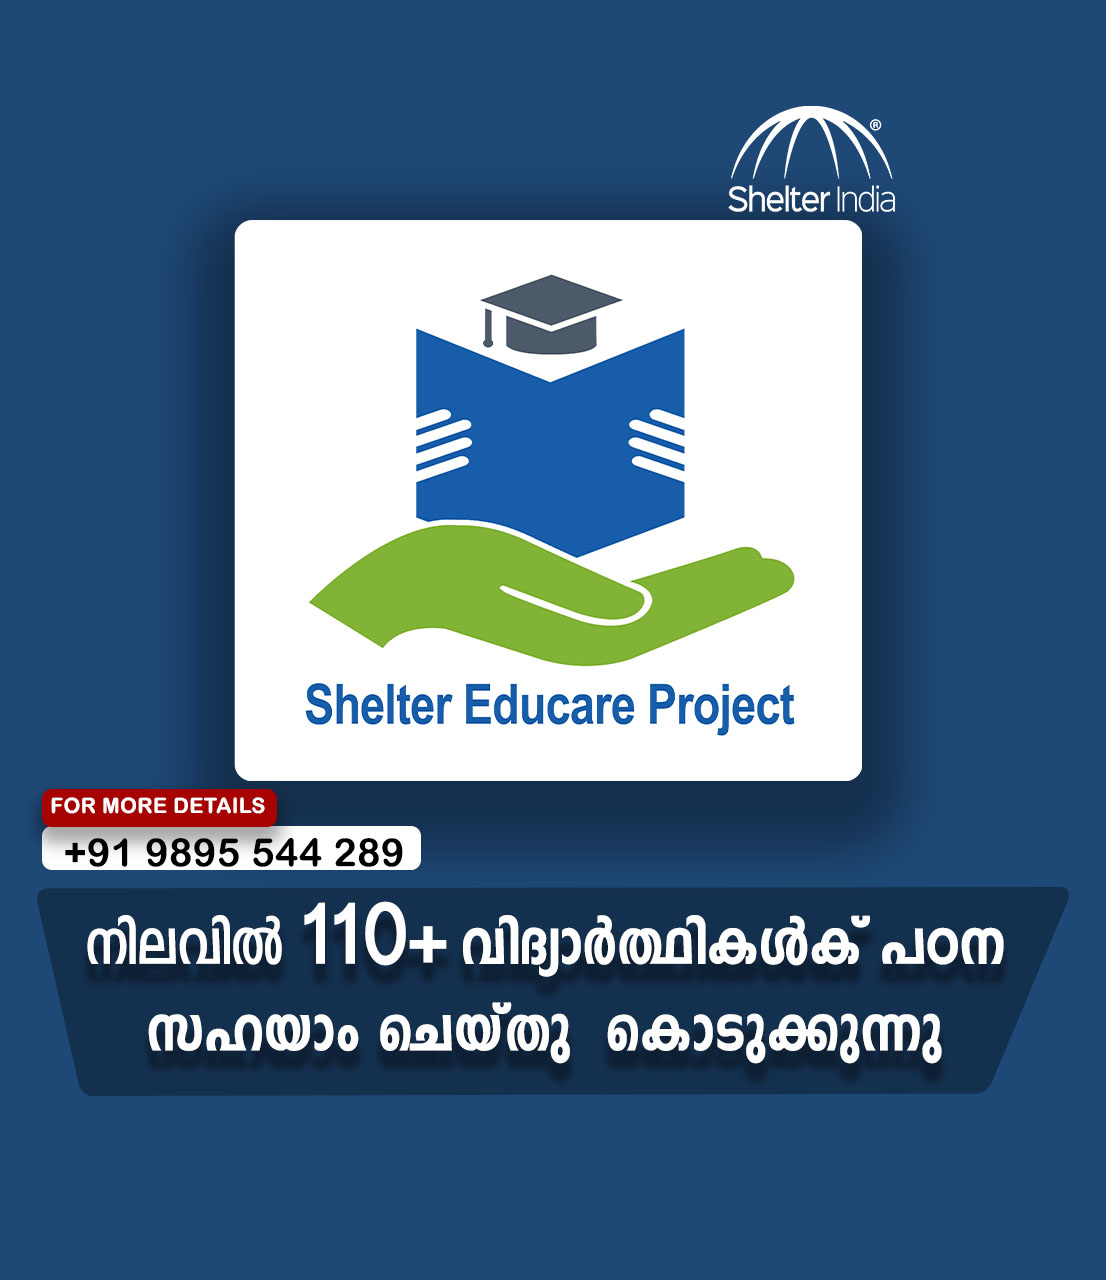 ®
Shelter India
Shelter Educare Project
FOR MORE DETAILS
+91 9895 544 289
നിലവിൽ 110+ വിദ്യാർത്ഥികൾക് പഠന
സഹയാം ചെയ്തു കൊടുക്കുന്നു